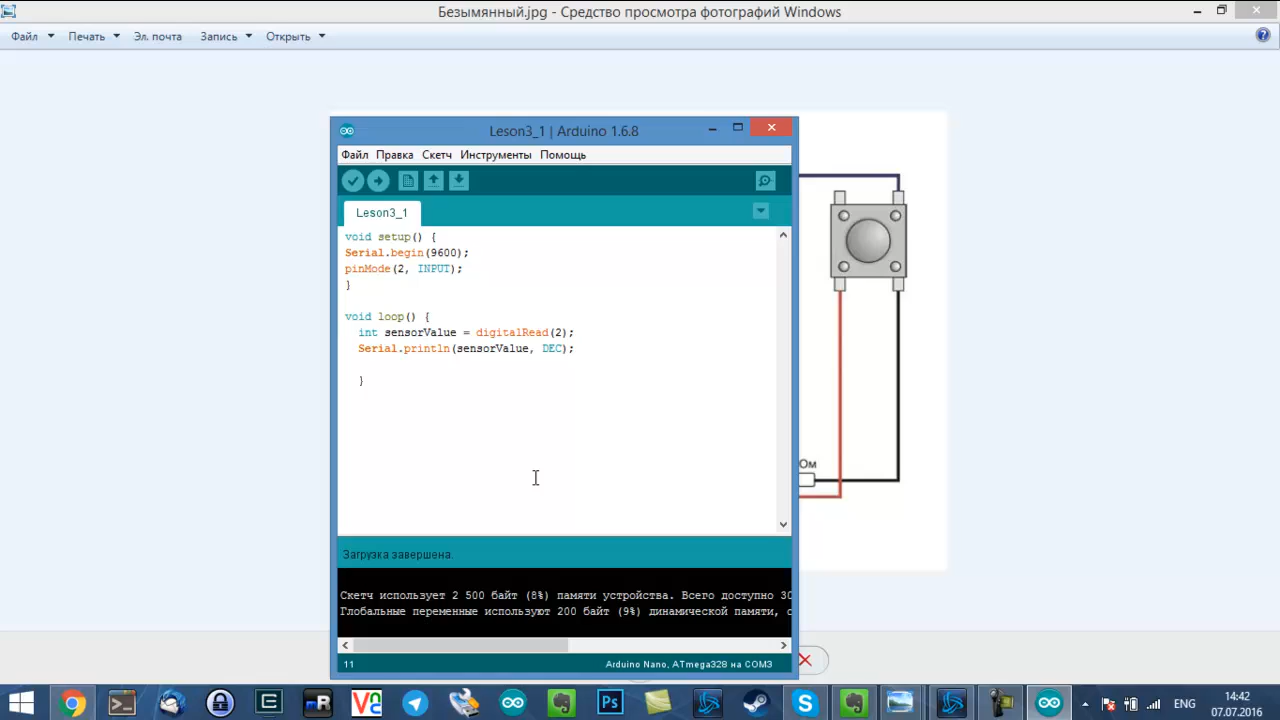 Безымянный.jpg - Средство просмотра фотографий Windows
Файл Печать Эл. почта Запись Открыть
Leson3_1 | Arduino 1.6.8
Файл Правка Скетч Инструменты Помощь
Leson3_1
void setup() {
Serial.begin(9600);
pinMode(2, INPUT);
}
void loop() {
int sensorValue = digitalRead(2);
Serial.println(sensorValue, DEC);
}
Ом
Загрузка завершена.
Скетч использует 2 500 байт (8%) памяти устройства. Всего доступно 30
Глобальные переменные используют 200 байт (9%) динамической памяти, о
11
Arduino Nano, ATmega328 на COM3
Ps
ENG
14:42
07.07.2016